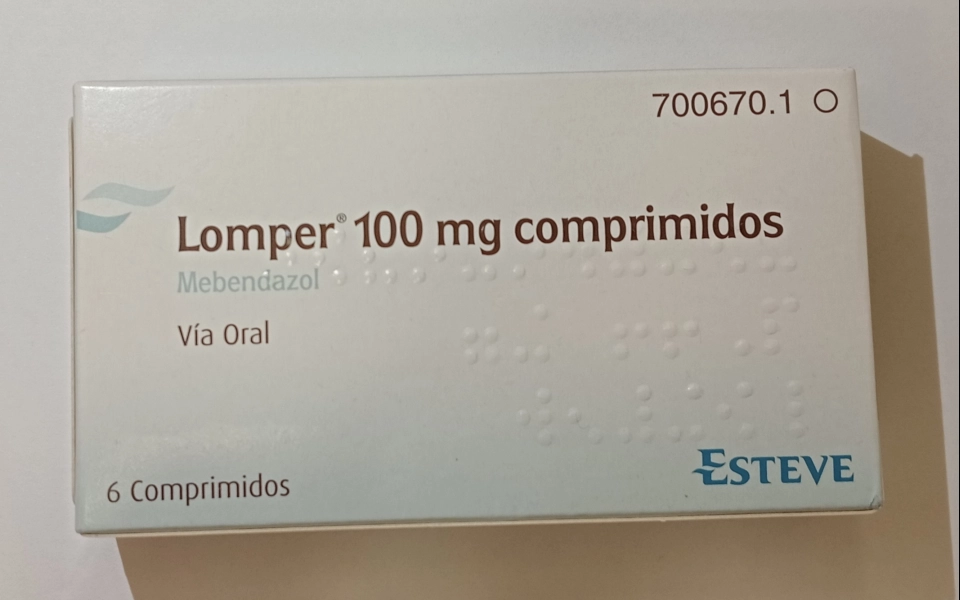 700670.1 O
Lomper® 100 mg comprimidos
Mebendazol
Vía Oral
6 Comprimidos
ESTEVE